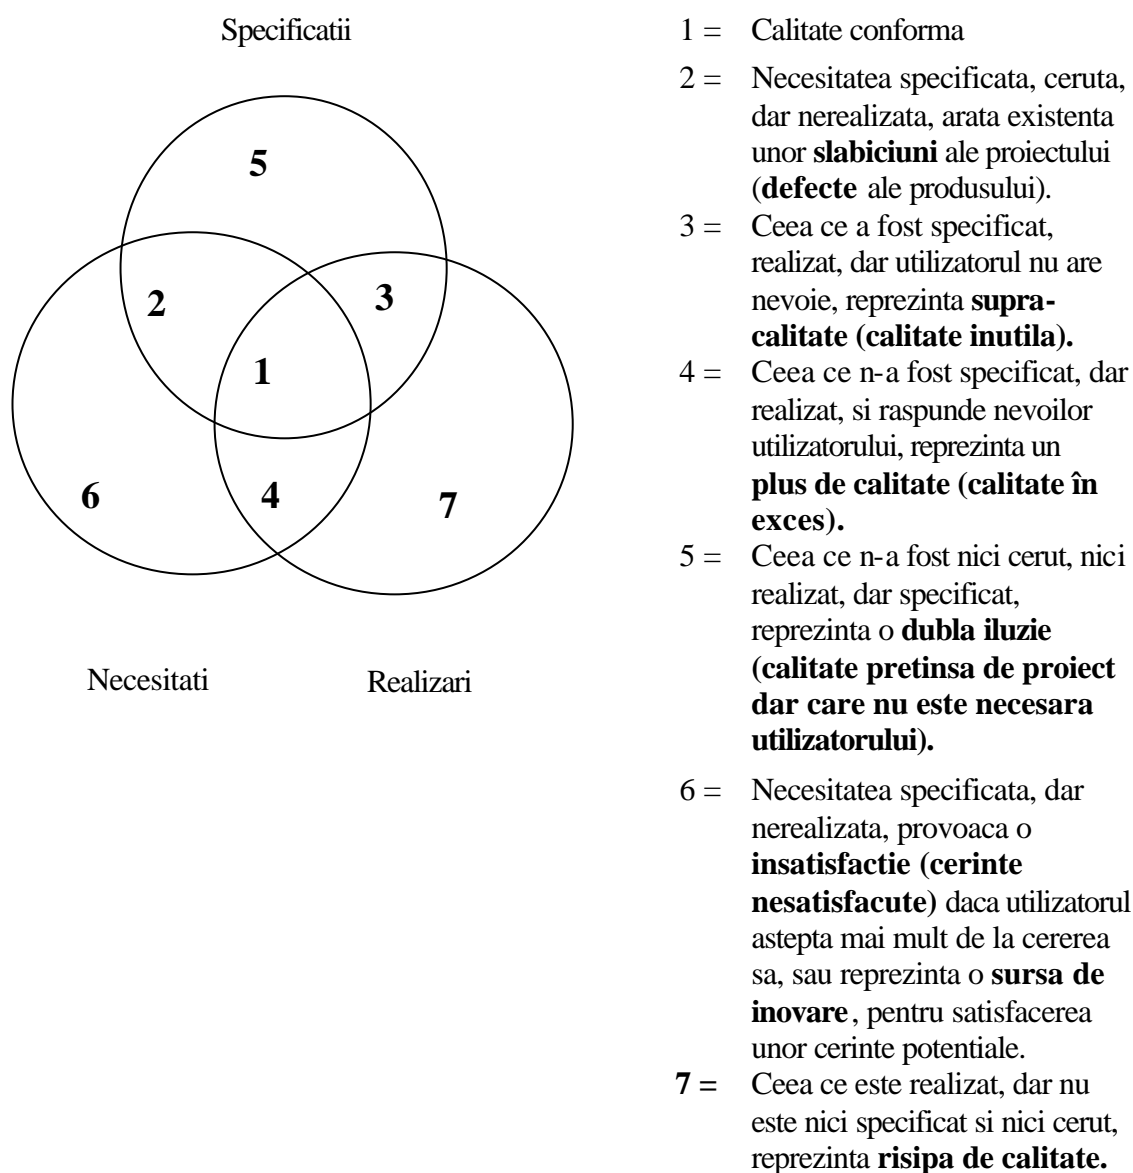 Specificatii
5
2
3
1
6
4
7
Necesitati
Realizari
1 = Calitate conforma
2 = Necesitatea specificata, ceruta,
dar nerealizata, arata existenta
unor slabiciuni ale proiectului
(defecte ale produsului).
3 = Ceea ce a fost specificat,
realizat, dar utilizatorul nu are
nevoie, reprezinta supra-
calitate (calitate inutila).
4 = Ceea ce n-a fost specificat, dar
realizat, si raspunde nevoilor
utilizatorului, reprezinta un
plus de calitate (calitate în
exces).
5 = Ceea ce n-a fost nici cerut, nici
realizat, dar specificat,
reprezinta o dubla iluzie
(calitate pretinsa de proiect
dar care nu este necesara
utilizatorului).
6 = Necesitatea specificata, dar
nerealizata, provoaca o
insatisfactie (cerinte
nesatisfacute) daca utilizatorul
astepta mai mult de la cererea
sa, sau reprezinta o sursa de
inovare, pentru satisfacerea
unor cerinte potentiale.
7 = Ceea ce este realizat, dar nu
este nici specificat si nici cerut,
reprezinta risipa de calitate.